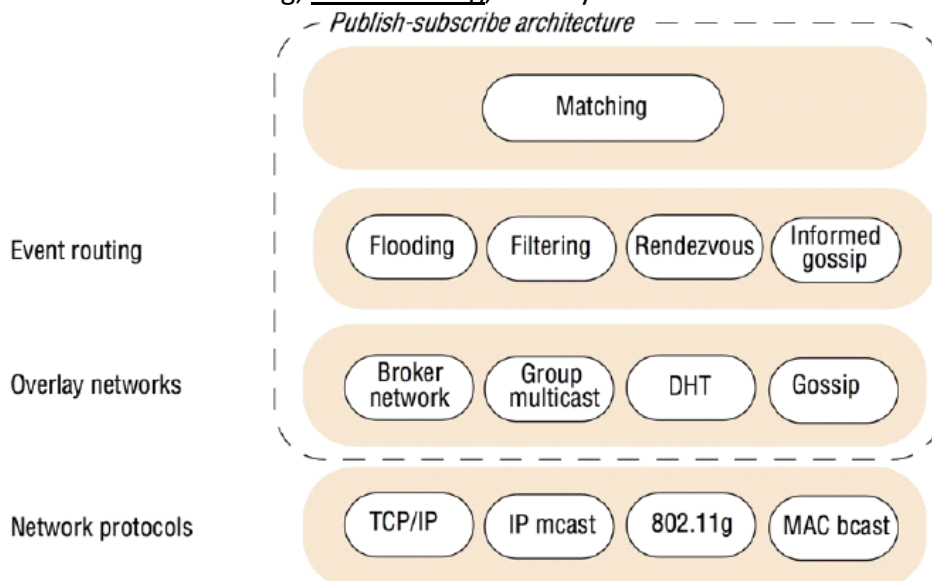 Publish-subscribe architecture
Matching
Event routing
Flooding
Filtering
Rendezvous
Informed
gossip
Overlay networks
Broker
network
Group
multicast
DHT
Gossip
Network protocols
TCP/IP
IP mcast
802.11g
MAC bcast